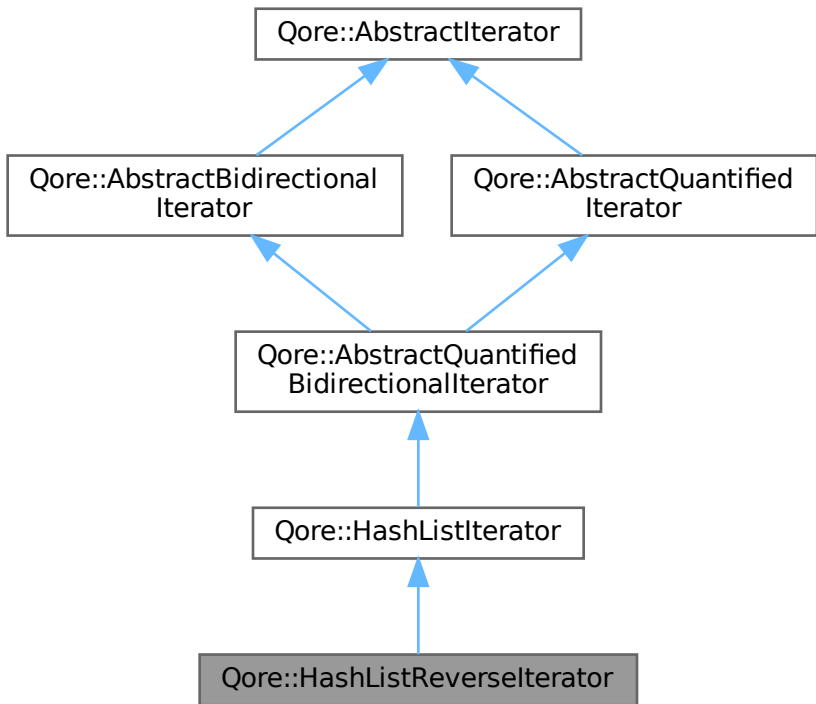 Qore::AbstractIterator
Qore::AbstractBidirectional
Iterator
Qore::AbstractQuantified
Iterator
Qore::AbstractQuantified
BidirectionalIterator
Qore::HashListIterator
Qore::HashListReverseIterator